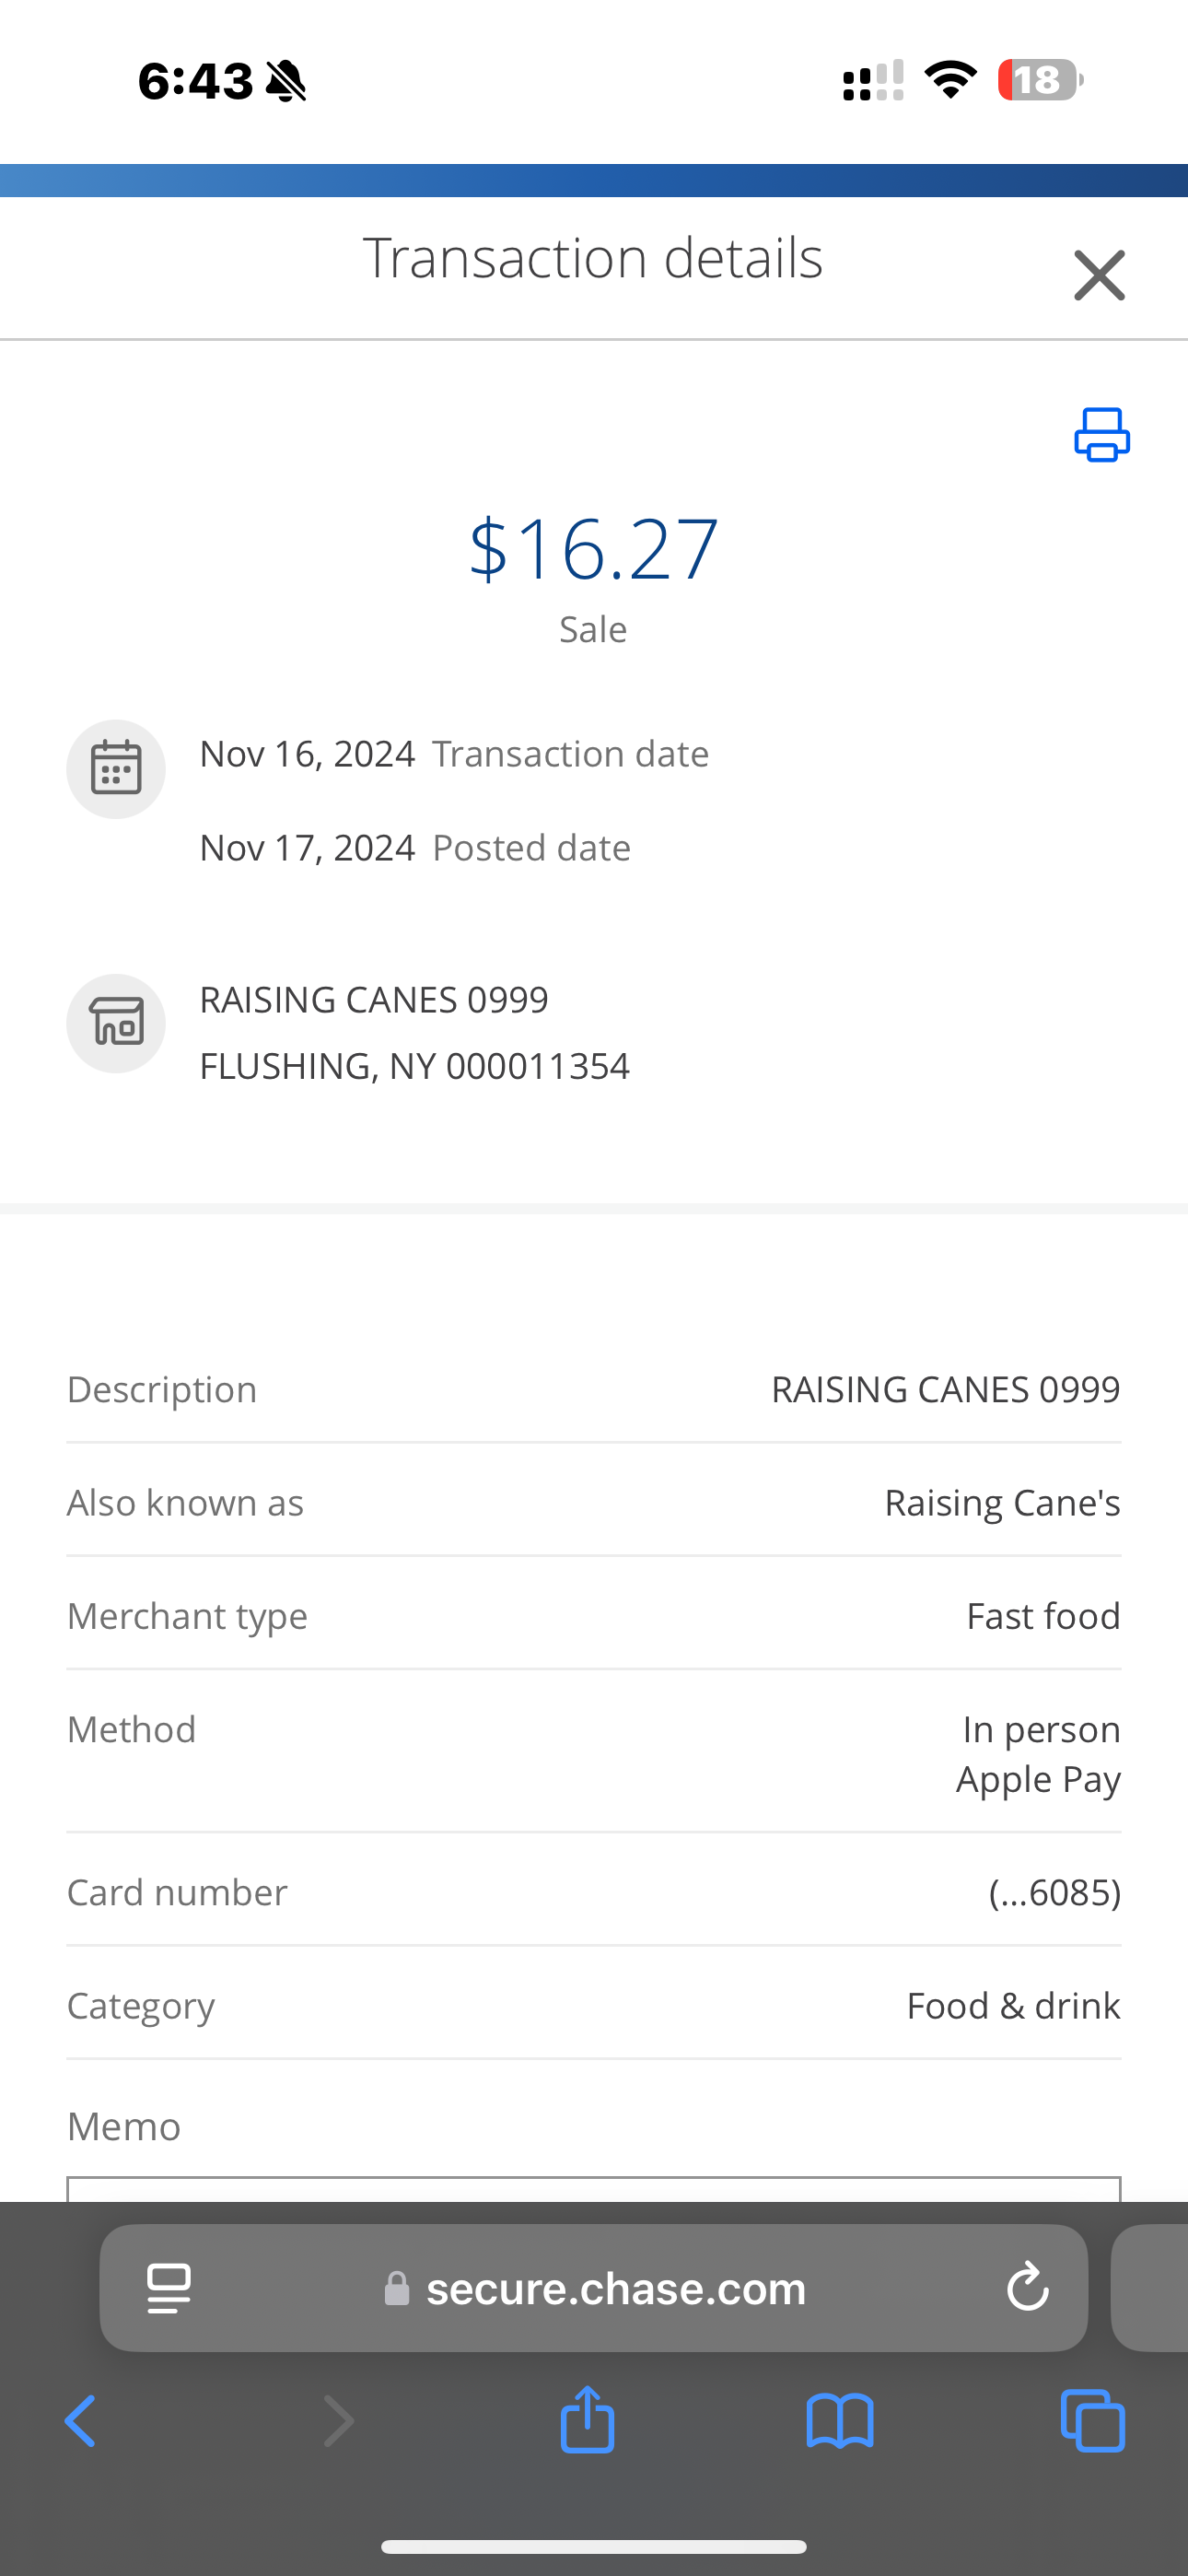 6:43
18
Transaction details
$16.27
Sale
Nov 16, 2024 Transaction date
Nov 17, 2024 Posted date
RAISING CANES 0999
FLUSHING, NY 000011354
Description RAISING CANES 0999
Also known as Raising Cane's
Merchant type Fast food
Method In person
Apple Pay
Card number (...6085)
Category Food & drink
Memo
secure.chase.com